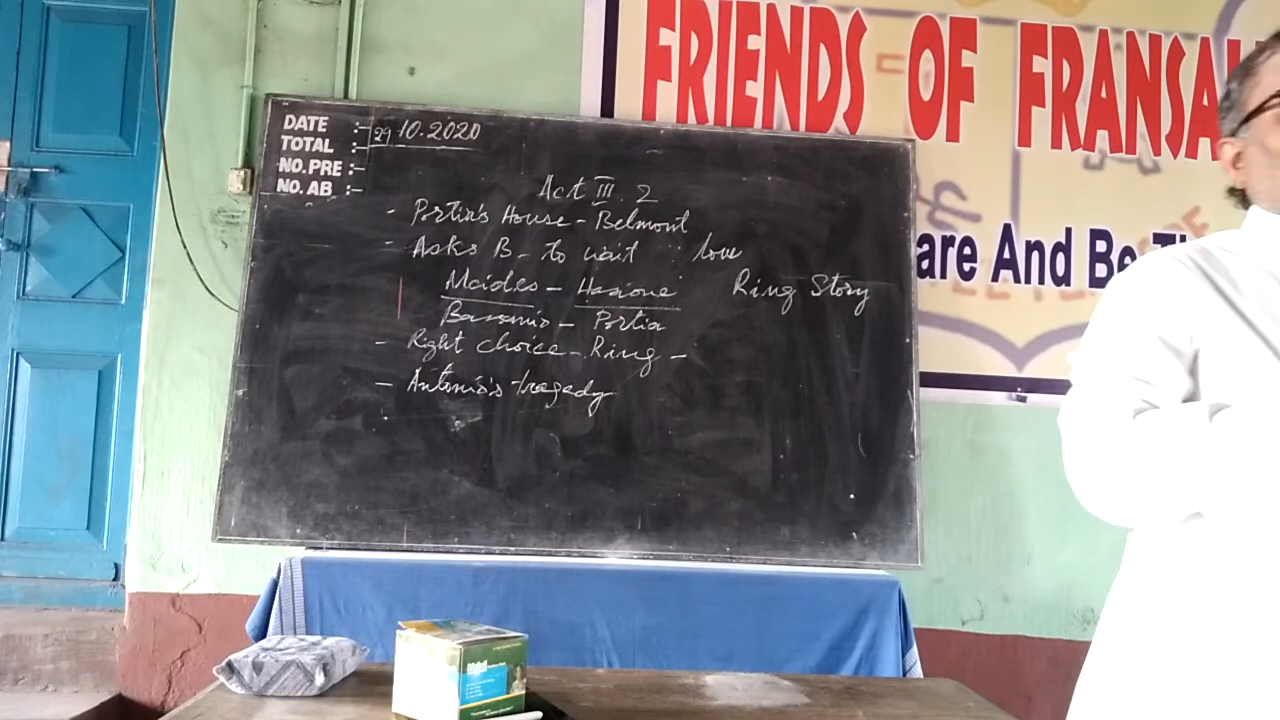 FRIENDS OF FRANSAL
are And Be
DATE :- 29 10.2020
TOTAL :-
NO.PRE :-
NO. AB :-
Act III. 2
- Portia's House - Belmont
- Asks B - to wait : love
Maides - Hesione Ring Story
Bassanio - Portia
- Right choice - Ring -
- Antonio's tragedy